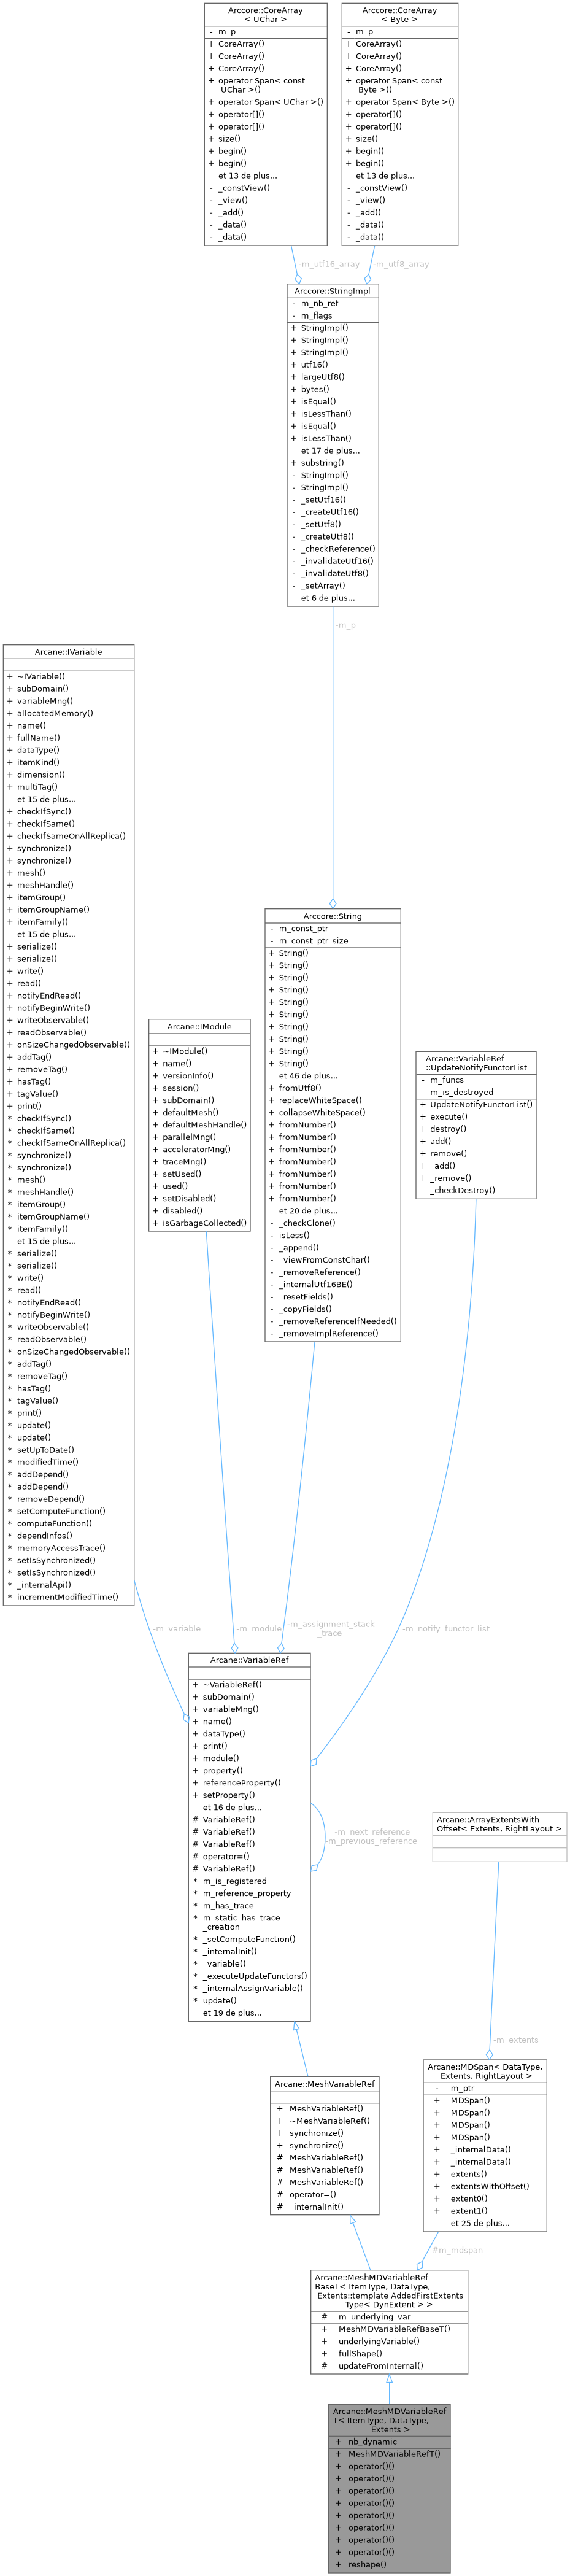 Arccore::CoreArray
< UChar >
- m_p
+ CoreArray()
+ CoreArray()
+ CoreArray()
+ operator Span< const
UChar >()
+ operator Span< UChar >()
+ operator[]()
+ operator[]()
+ size()
+ begin()
+ begin()
et 13 de plus...
- _constView()
- _view()
- _add()
- _data()
- _data()
Arccore::CoreArray
< Byte >
- m_p
+ CoreArray()
+ CoreArray()
+ CoreArray()
+ operator Span< const
Byte >()
+ operator Span< Byte >()
+ operator[]()
+ operator[]()
+ size()
+ begin()
+ begin()
et 13 de plus...
- _constView()
- _view()
- _add()
- _data()
- _data()
-m_utf16_array
-m_utf8_array
Arccore::StringImpl
- m_nb_ref
- m_flags
+ StringImpl()
+ StringImpl()
+ StringImpl()
+ utf16()
+ largeUtf8()
+ bytes()
+ isEqual()
+ isLessThan()
+ isEqual()
+ isLessThan()
et 17 de plus...
+ substring()
- StringImpl()
- StringImpl()
- _setUtf16()
- _createUtf16()
- _setUtf8()
- _createUtf8()
- _checkReference()
- _invalidateUtf16()
- _invalidateUtf8()
- _setArray()
et 6 de plus...
-m_p
Arcane::IVariable
+ ~IVariable()
+ subDomain()
+ variableMng()
+ allocatedMemory()
+ name()
+ fullName()
+ dataType()
+ itemKind()
+ dimension()
+ multiTag()
et 15 de plus...
+ checkIfSync()
+ checkIfSame()
+ checkIfSameOnAllReplica()
+ synchronize()
+ synchronize()
+ mesh()
+ meshHandle()
+ itemGroup()
+ itemGroupName()
+ itemFamily()
et 15 de plus...
+ serialize()
+ serialize()
+ write()
+ read()
+ notifyEndRead()
+ notifyBeginWrite()
+ writeObservable()
+ readObservable()
+ onSizeChangedObservable()
+ addTag()
+ removeTag()
+ hasTag()
+ tagValue()
+ print()
* checkIfSync()
* checkIfSame()
* checkIfSameOnAllReplica()
* synchronize()
* synchronize()
* mesh()
* meshHandle()
* itemGroup()
* itemGroupName()
* itemFamily()
et 15 de plus...
* serialize()
* serialize()
* write()
* read()
* notifyEndRead()
* notifyBeginWrite()
* writeObservable()
* readObservable()
* onSizeChangedObservable()
* addTag()
* removeTag()
* hasTag()
* tagValue()
* print()
* update()
* update()
* setUpToDate()
* modifiedTime()
* addDepend()
* addDepend()
* removeDepend()
* setComputeFunction()
* computeFunction()
* dependInfos()
* memoryAccessTrace()
* setIsSynchronized()
* setIsSynchronized()
* _internalApi()
* incrementModifiedTime()
Arcane::IModule
+ ~IModule()
+ name()
+ versionInfo()
+ session()
+ subDomain()
+ defaultMesh()
+ defaultMeshHandle()
+ parallelMng()
+ acceleratorMng()
+ traceMng()
+ setUsed()
+ used()
+ setDisabled()
+ disabled()
+ isGarbageCollected()
Arccore::String
- m_const_ptr
- m_const_ptr_size
+ String()
+ String()
+ String()
+ String()
+ String()
+ String()
+ String()
+ String()
+ String()
+ String()
et 46 de plus...
+ fromUtf8()
+ replaceWhiteSpace()
+ collapseWhiteSpace()
+ fromNumber()
+ fromNumber()
+ fromNumber()
+ fromNumber()
+ fromNumber()
+ fromNumber()
+ fromNumber()
et 20 de plus...
- _checkClone()
- isLess()
- _append()
- _viewFromConstChar()
- _removeReference()
- _internalUtf16BE()
- _resetFields()
- _copyFields()
- _removeReferenceIfNeeded()
- _removeImplReference()
Arcane::VariableRef
::UpdateNotifyFunctorList
- m_funcs
- m_is_destroyed
+ UpdateNotifyFunctorList()
+ execute()
+ destroy()
+ add()
+ remove()
+ _add()
+ _remove()
- _checkDestroy()
-m_variable
-m_module
-m_assignment_stack
_trace
-m_notify_functor_list
Arcane::VariableRef
+ ~VariableRef()
+ subDomain()
+ variableMng()
+ name()
+ dataType()
+ print()
+ module()
+ property()
+ referenceProperty()
+ setProperty()
et 16 de plus...
# VariableRef()
# VariableRef()
# VariableRef()
# operator=()
# VariableRef()
* m_is_registered
* m_reference_property
* m_has_trace
* m_static_has_trace
_creation
* _setComputeFunction()
* _internalInit()
* _variable()
* _executeUpdateFunctors()
* _internalAssignVariable()
* update()
et 19 de plus...
-m_next_reference
-m_previous_reference
Arcane::ArrayExtentsWith
Offset< Extents, RightLayout >
-m_extents
Arcane::MeshVariableRef
+ MeshVariableRef()
+ ~MeshVariableRef()
+ synchronize()
+ synchronize()
# MeshVariableRef()
# MeshVariableRef()
# MeshVariableRef()
# operator=()
# _internalInit()
Arcane::MDSpan< DataType,
Extents, RightLayout >
- m_ptr
+ MDSpan()
+ MDSpan()
+ MDSpan()
+ MDSpan()
+ _internalData()
+ _internalData()
+ extents()
+ extentsWithOffset()
+ extent0()
+ extent1()
et 25 de plus...
#m_mdspan
Arcane::MeshMDVariableRef
BaseT< ItemType, DataType,
Extents::template AddedFirstExtents
Type< DynExtent > >
# m_underlying_var
+ MeshMDVariableRefBaseT()
+ underlyingVariable()
+ fullShape()
# updateFromInternal()
Arcane::MeshMDVariableRef
T< ItemType, DataType,
Extents >
+ nb_dynamic
+ MeshMDVariableRefT()
+ operator()()
+ operator()()
+ operator()()
+ operator()()
+ operator()()
+ operator()()
+ operator()()
+ operator()()
+ reshape()